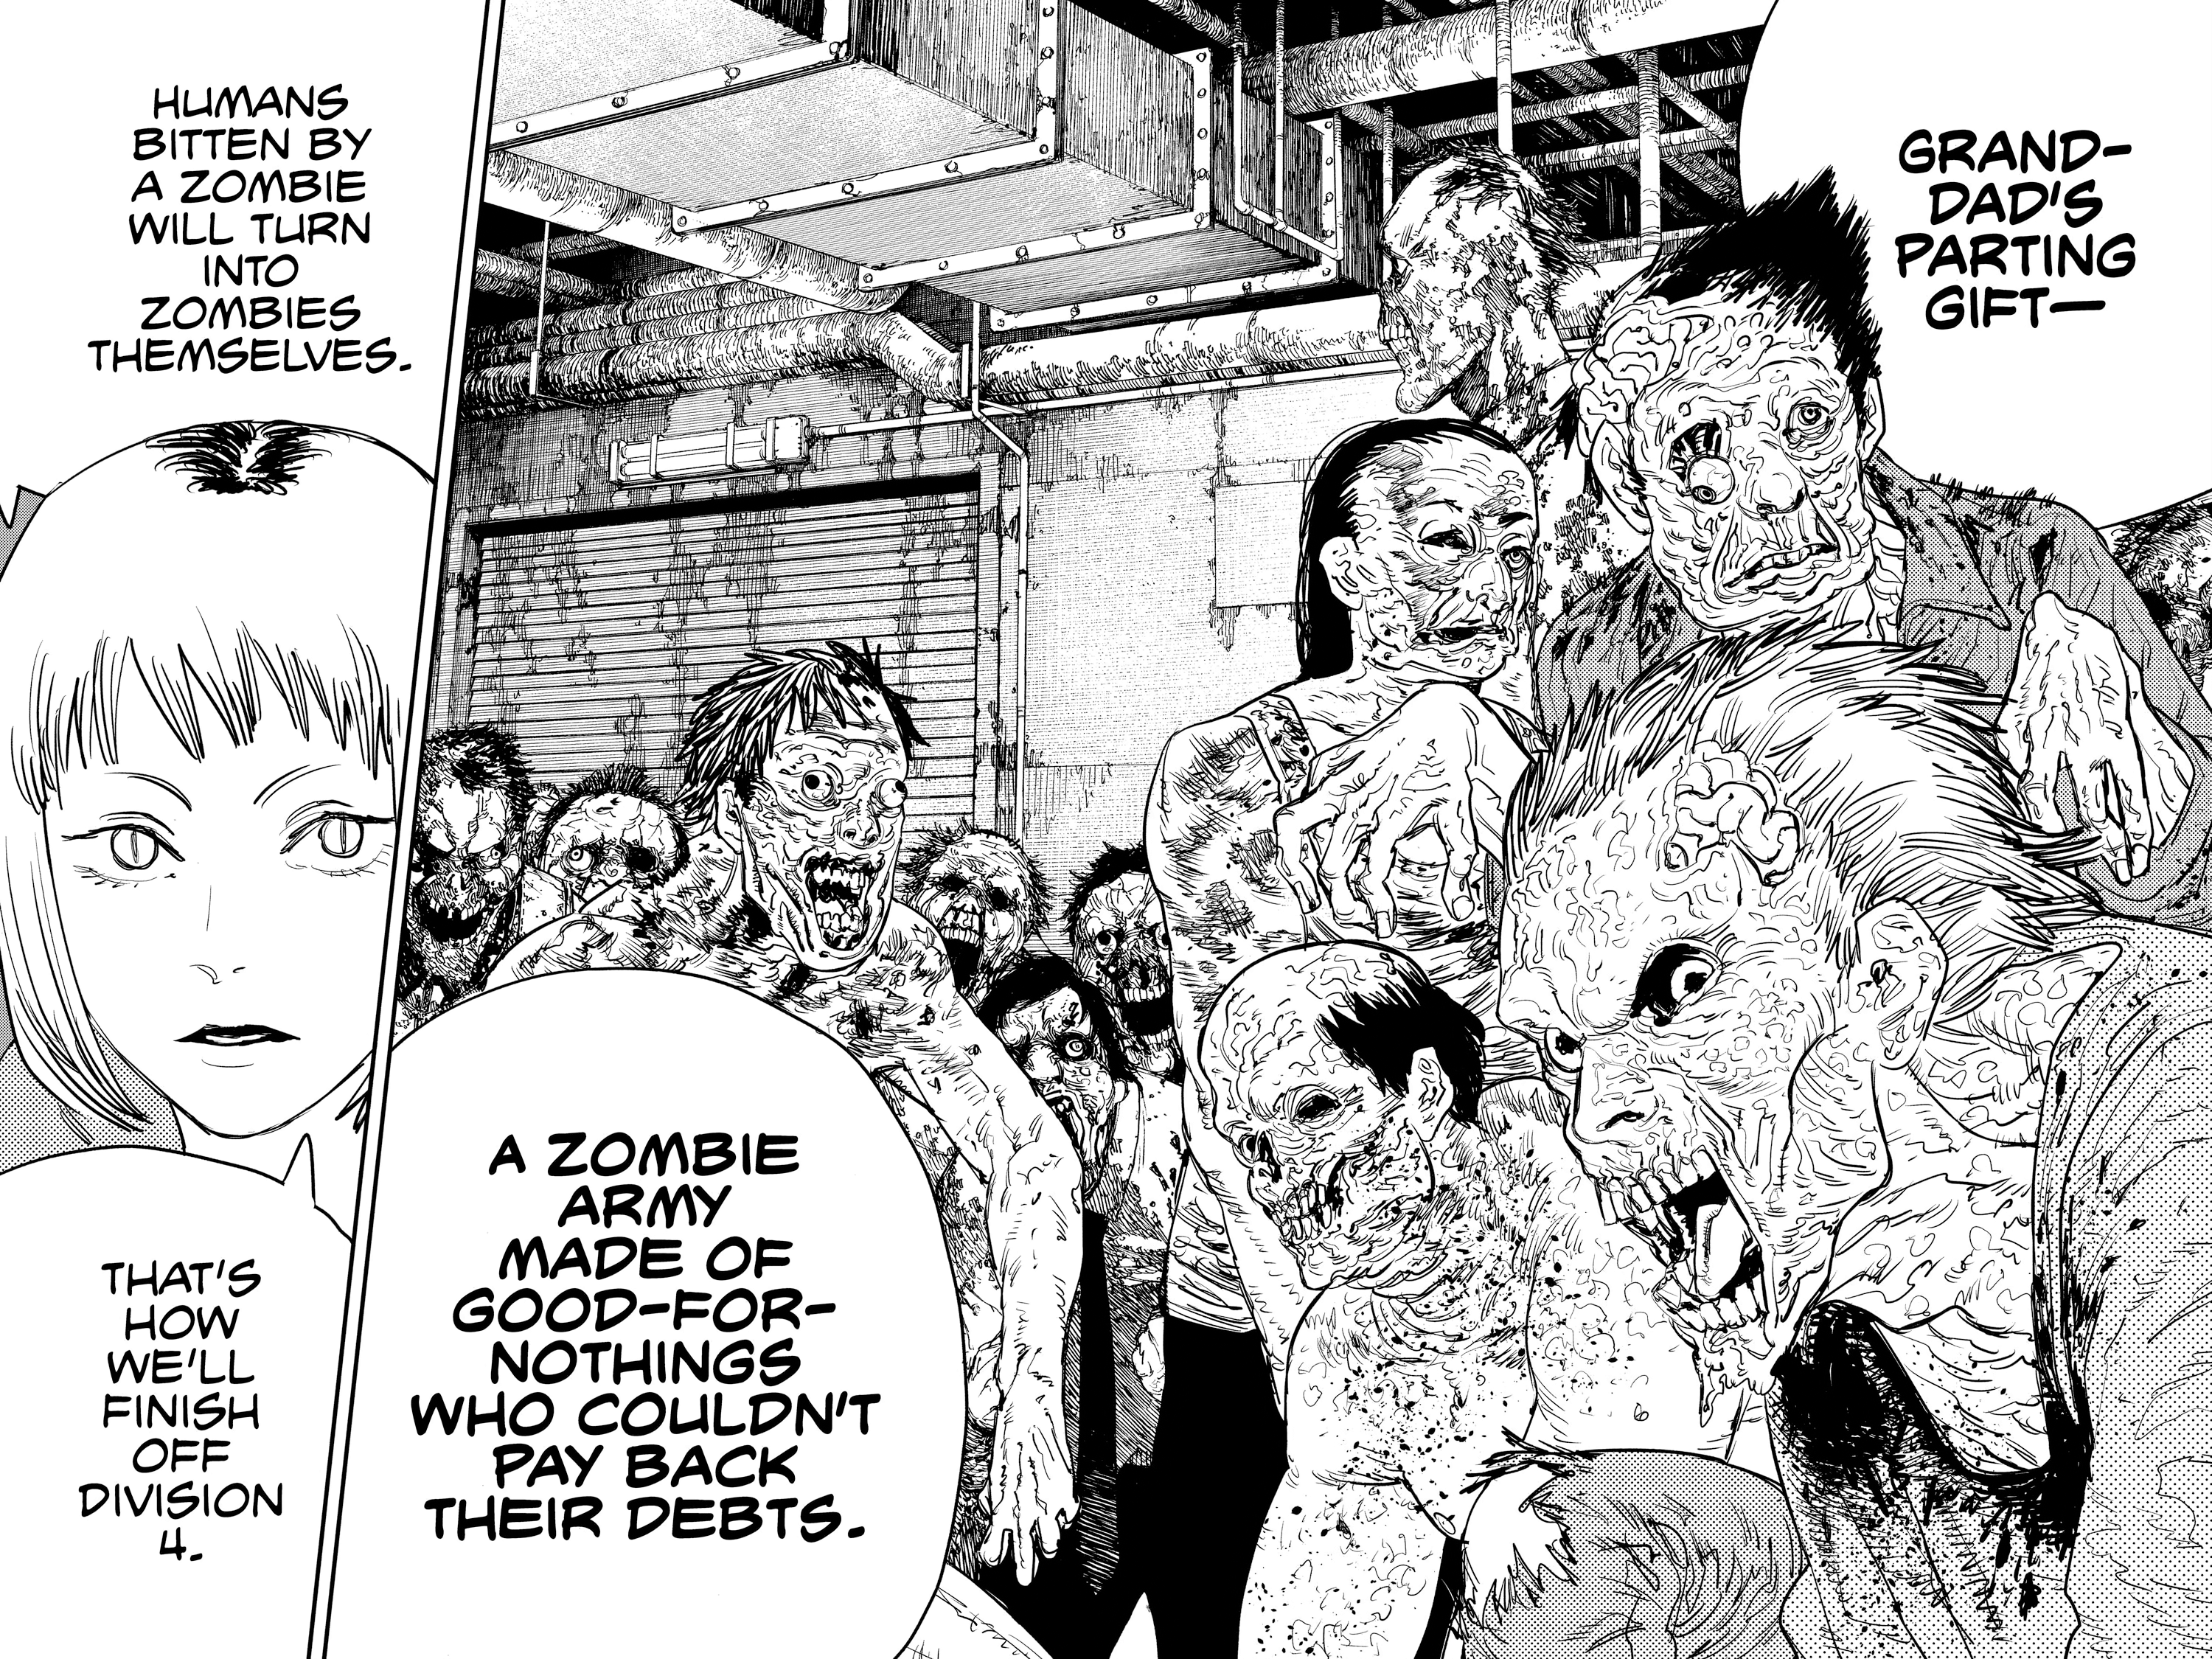 GRAND-
DAD'S
PARTING
GIFT—
A ZOMBIE
ARMY
MADE OF
GOOD-FOR-
NOTHINGS
WHO COULDN'T
PAY BACK
THEIR DEBTS.
HUMANS
BITTEN BY
A ZOMBIE
WILL TURN
INTO
ZOMBIES
THEMSELVES.
THAT'S
HOW
WE'LL
FINISH
OFF
DIVISION
4.